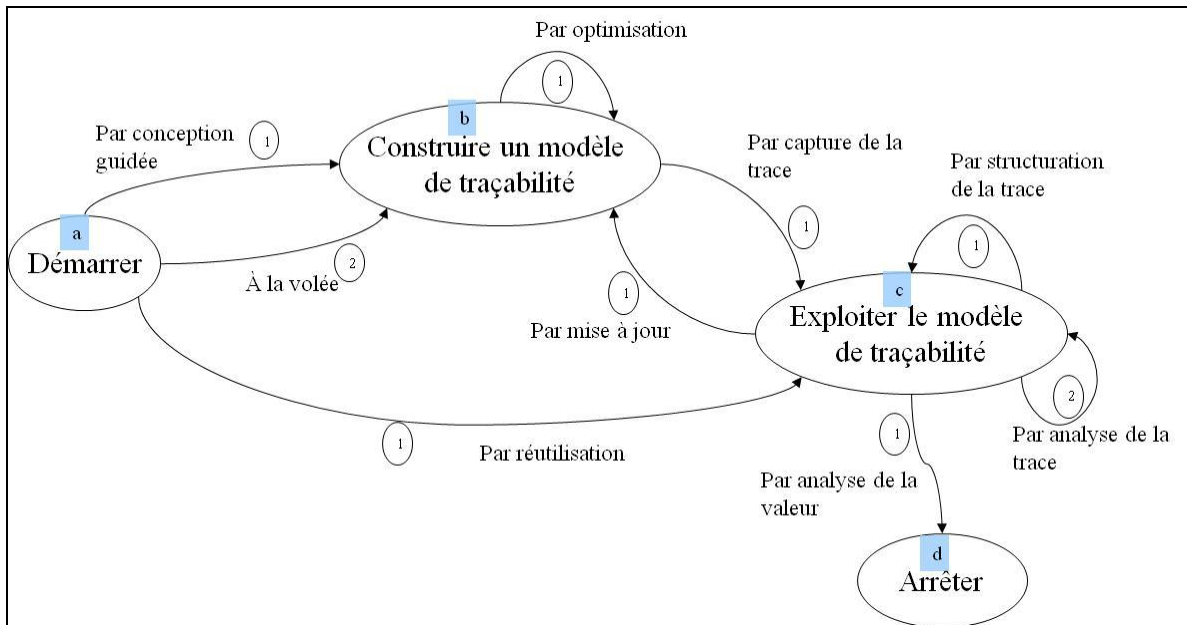 Par optimisation
1
b
Construire un modèle
de traçabilité
Par conception
guidée
1
Par capture de la
trace
1
Par structuration
de la trace
1
a
Démarrer
À la volée
2
1
Par mise à jour
c
Exploiter le modèle
de traçabilité
2
Par analyse de la
trace
1
Par réutilisation
1
Par analyse de la
valeur
d
Arrêter